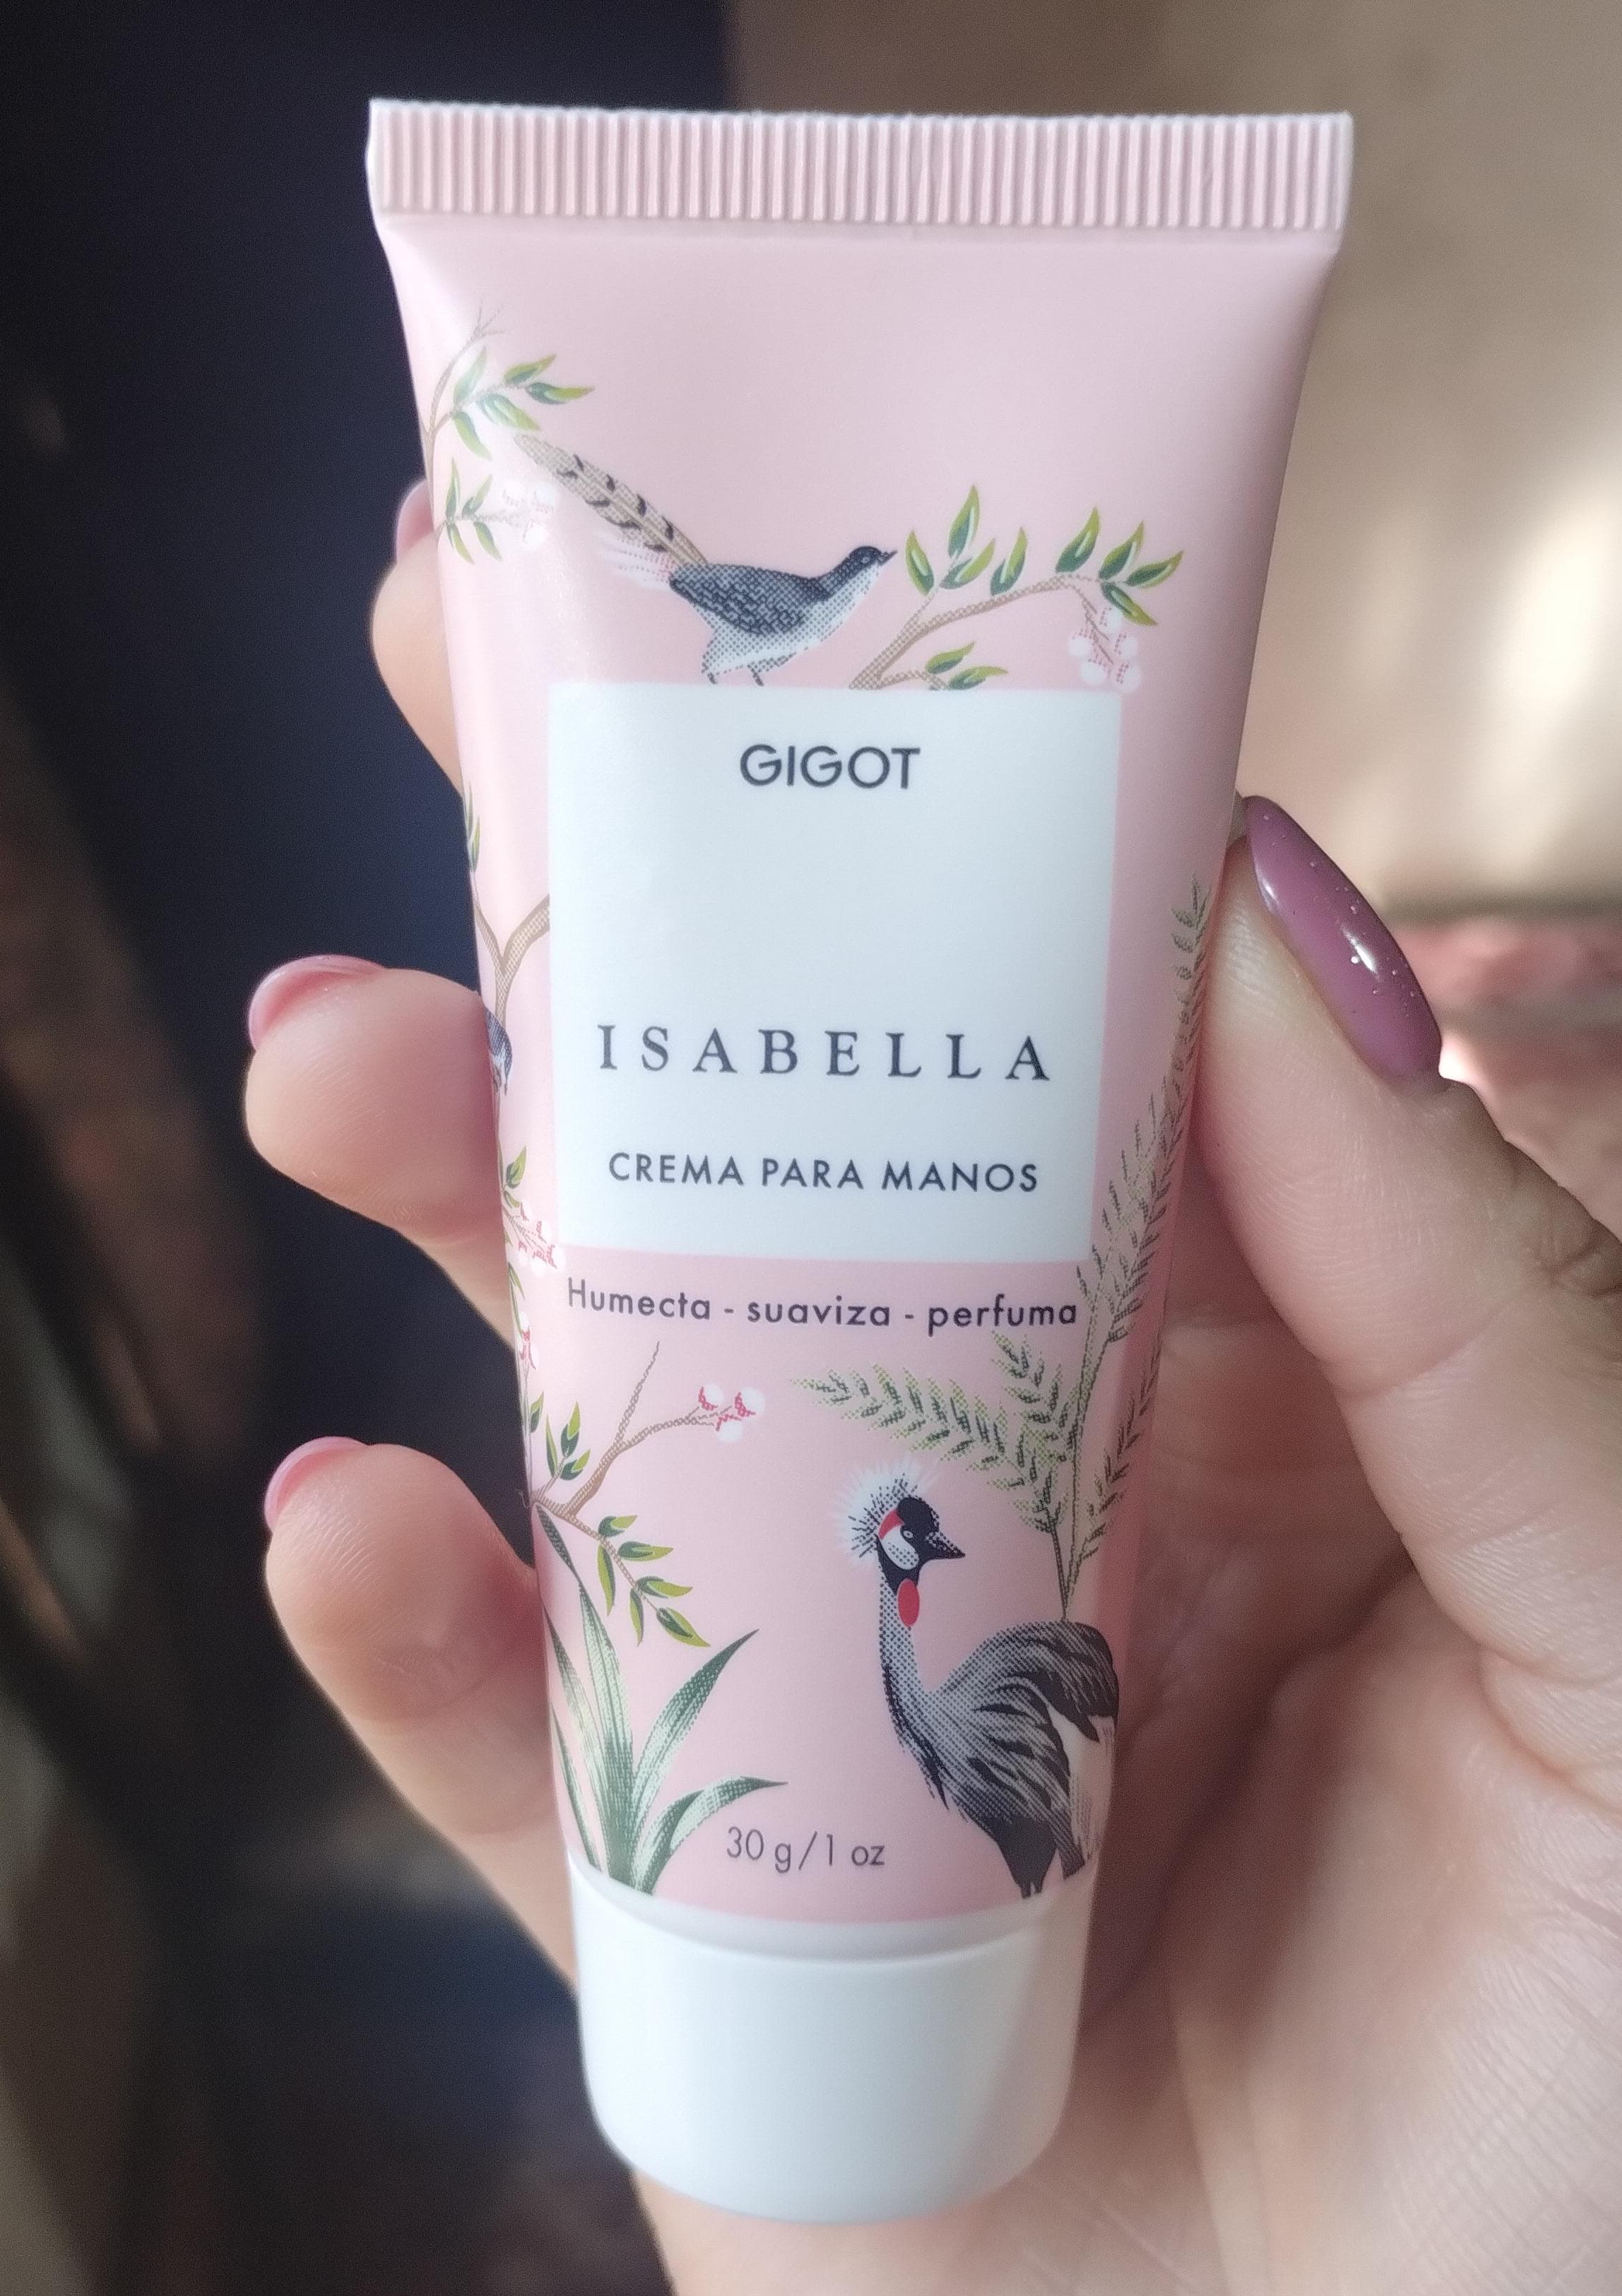 GIGOT
ISABELLA
CREMA PARA MANOS
Humecta - suaviza - perfuma
30 g/1 oz